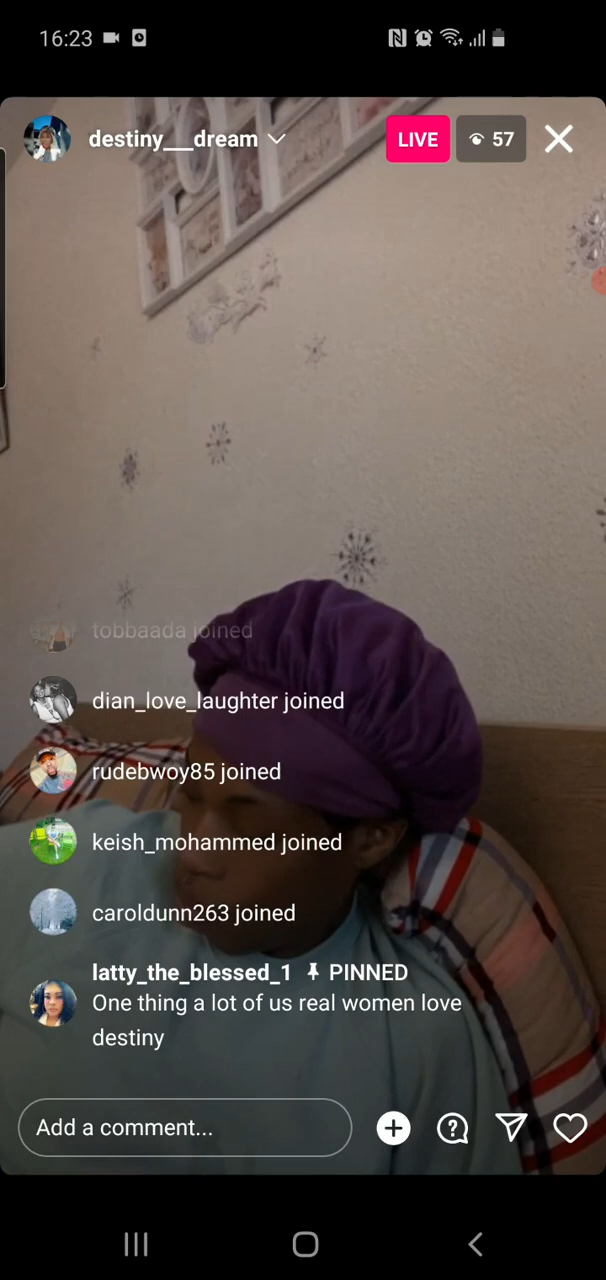 16:23
destiny___dream
LIVE
57
tobbaada joined
dian_love_laughter joined
rudebwoy85 joined
keish_mohammed joined
caroldunn263 joined
latty_the_blessed_1 PINNED
One thing a lot of us real women love
destiny
Add a comment...